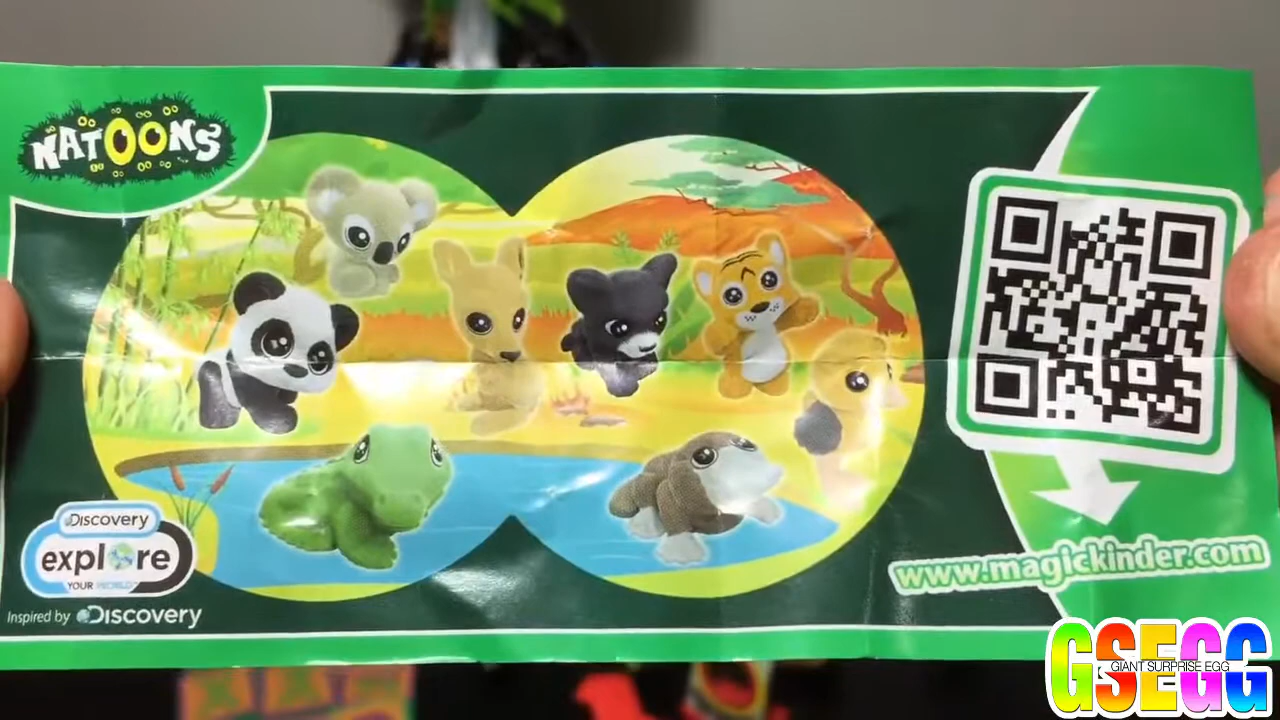 NATOONS
Discovery
explore
YOUR WORLD
Inspired by Discovery
www.magickinder.com
GSEGG
GIANT SURPRISE EGG